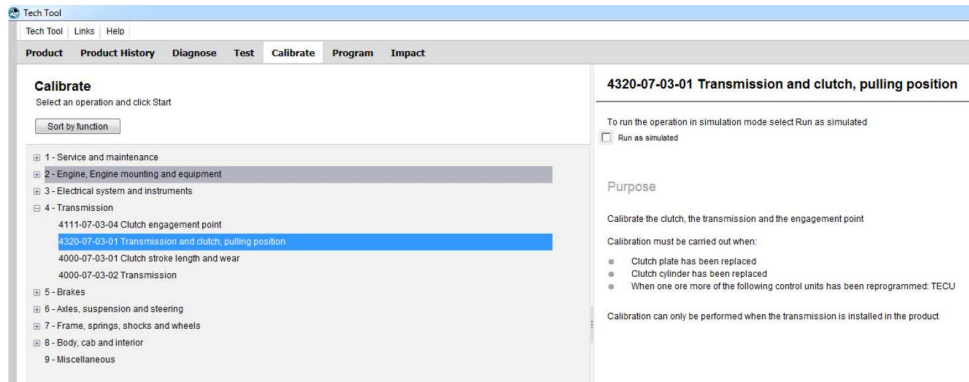 Tech Tool
Tech Tool Links Help
Product Product History Diagnose Test Calibrate Program Impact
Calibrate
Select an operation and click Start
Sort by function
1 - Service and maintenance
2 - Engine, Engine mounting and equipment
3 - Electrical system and instruments
4 - Transmission
4111-07-03-04 Clutch engagement point
4320-07-03-01 Transmission and clutch, pulling position
4000-07-03-01 Clutch stroke length and wear
4000-07-03-02 Transmission
5 - Brakes
6 - Axles, suspension and steering
7 - Frame, springs, shocks and wheels
8 - Body, cab and interior
9 - Miscellaneous
4320-07-03-01 Transmission and clutch, pulling position
To run the operation in simulation mode select Run as simulated
Run as simulated
Purpose
Calibrate the clutch, the transmission and the engagement point
Calibration must be carried out when:
Clutch plate has been replaced
Clutch cylinder has been replaced
When one ore more of the following control units has been reprogrammed: TECU
Calibration can only be performed when the transmission is installed in the product